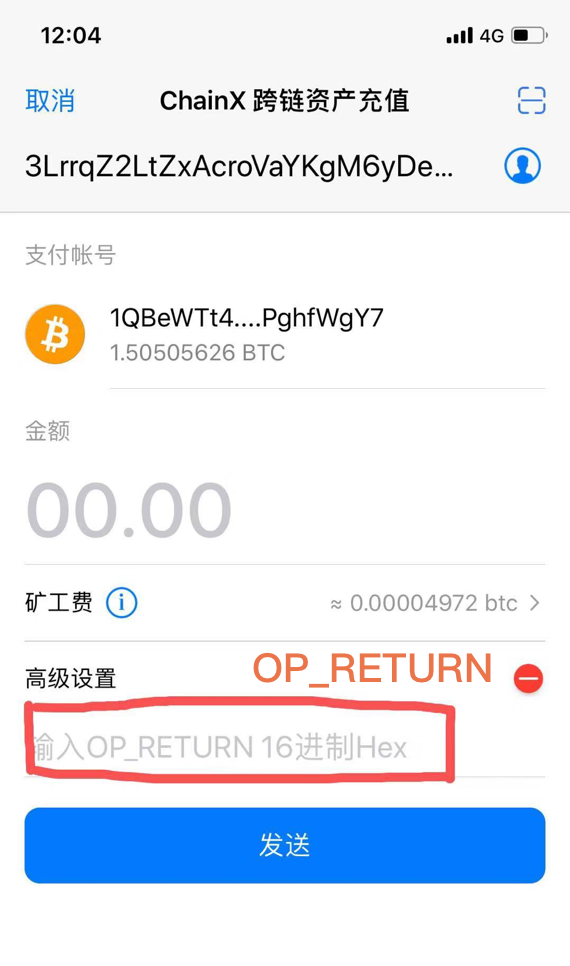 12:04 4G
取消 ChainX 跨链资产充值
3LrrqZ2LtZxAcroVaYKgM6yDe...
支付帐号
1QBeWTt4....PghfWgY7
1.50505626 BTC
金额
00.00
矿工费 ≈ 0.00004972 btc
高级设置 OP_RETURN
输入OP_RETURN 16进制Hex
发送